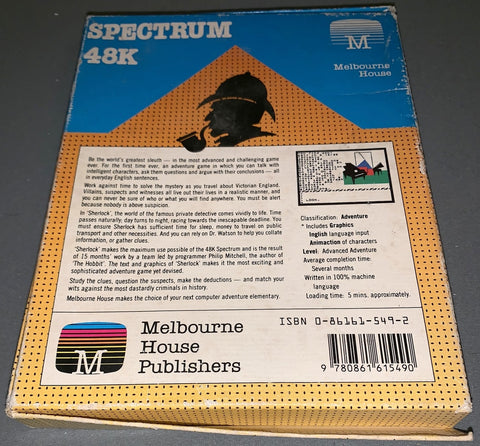 SPECTRUM
48K
M
Melbourne
House
Be the world's greatest sleuth — in the most advanced and challenging game
ever. For the first time ever, an adventure game in which you can talk with
intelligent characters, ask them questions and argue with their conclusions — all
in everyday English sentences.
Work against time to solve the mystery as you travel about Victorian England.
Villains, suspects and witnesses all live out their lives in a realistic manner, and
you can never be sure of who or what you will find anywhere. You must be alert
because nobody is above suspicion.
In 'Sherlock', the world of the famous private detective comes vividly to life. Time
passes naturally; day turns to night, racing towards the inescapable deadline. You
must ensure Sherlock has sufficient time for sleep, money to travel on public
transport and other necessities. And you can rely on Dr. Watson to help you collate
information, or gather clues.
'Sherlock' makes the maximum use possible of the 48K Spectrum and is the result
of 15 months' work by a team led by programmer Philip Mitchell, the author of
'The Hobbit'. The text and graphics of 'Sherlock' makes it the most exciting and
sophisticated adventure game yet devised.
Study the clues, question the suspects, make the deductions — and match your
wits against the most dastardly criminals in history.
Melbourne House makes the choice of your next computer adventure elementary.
Classification: Adventure
* Includes Graphics
Inglish language input
Animaction of characters
Level: Advanced Adventure
Average completion time:
Several months
Written in 100% machine
language
Loading time: 5 mins. approximately.
M
Melbourne
House
Publishers
ISBN 0-86161-549-2
9 780861 615490